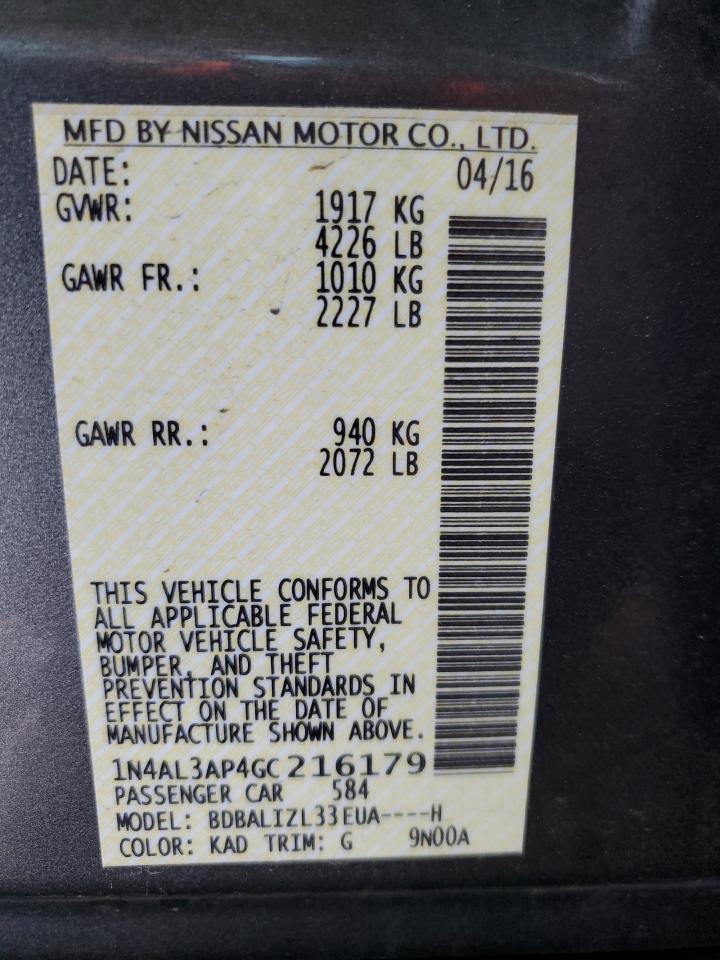 MFD BY NISSAN MOTOR CO., LTD.
DATE: 04/16
GVWR: 1917 KG
4226 LB
GAWR FR.: 1010 KG
2227 LB
GAWR RR.: 940 KG
2072 LB
THIS VEHICLE CONFORMS TO
ALL APPLICABLE FEDERAL
MOTOR VEHICLE SAFETY,
BUMPER, AND THEFT
PREVENTION STANDARDS IN
EFFECT ON THE DATE OF
MANUFACTURE SHOWN ABOVE.
1N4AL3AP4GC216179
PASSENGER CAR 584
MODEL: BDBALIZL33EUA----H
COLOR: KAD TRIM: G 9N00A